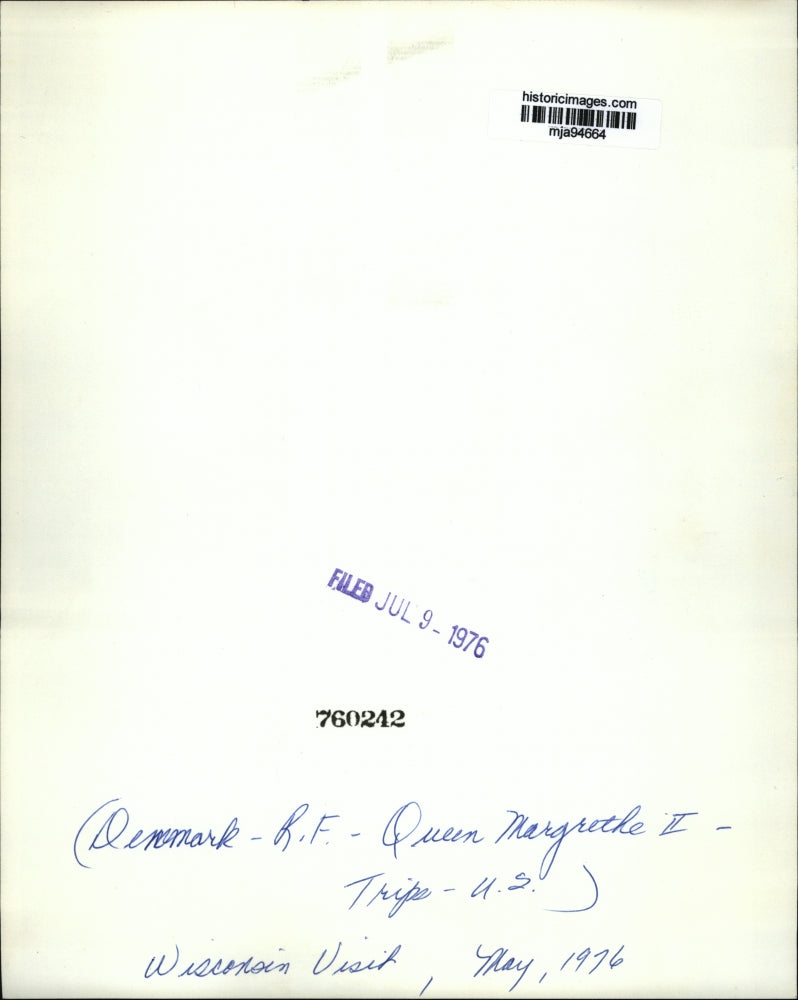 historicimages.com
mja94664
FILED JUL 9 - 1976
760242
(Denmark - R.F. - Queen Margrethe II -
Trips - U.S.)
Wisconsin Visit, May, 1976